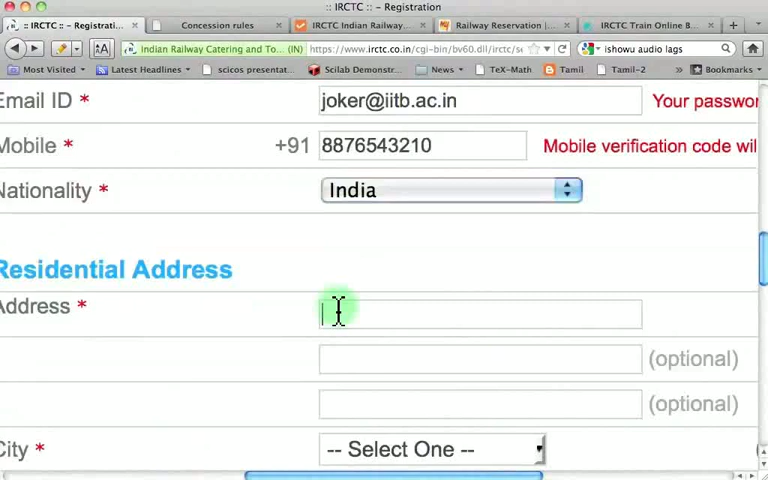 :: IRCTC :: - Registration
:: IRCTC :: - Registrati...
Concession rules
IRCTC Indian Railway...
Railway Reservation |...
IRCTC Train Online B...
Indian Railway Catering and To... (IN)
https://www.irctc.co.in/cgi-bin/bv60.dll/irctc/se
ishowu audio lags
Most Visited
Latest Headlines
scicos presentat...
Scilab Demonstr...
News
TeX-Math
Tamil
Tamil-2
»
Bookmarks
Email ID *
joker@iitb.ac.in
Your passwor
Mobile *
+91
8876543210
Mobile verification code wil
Nationality *
India
Residential Address
Address *
(optional)
(optional)
City *
-- Select One --